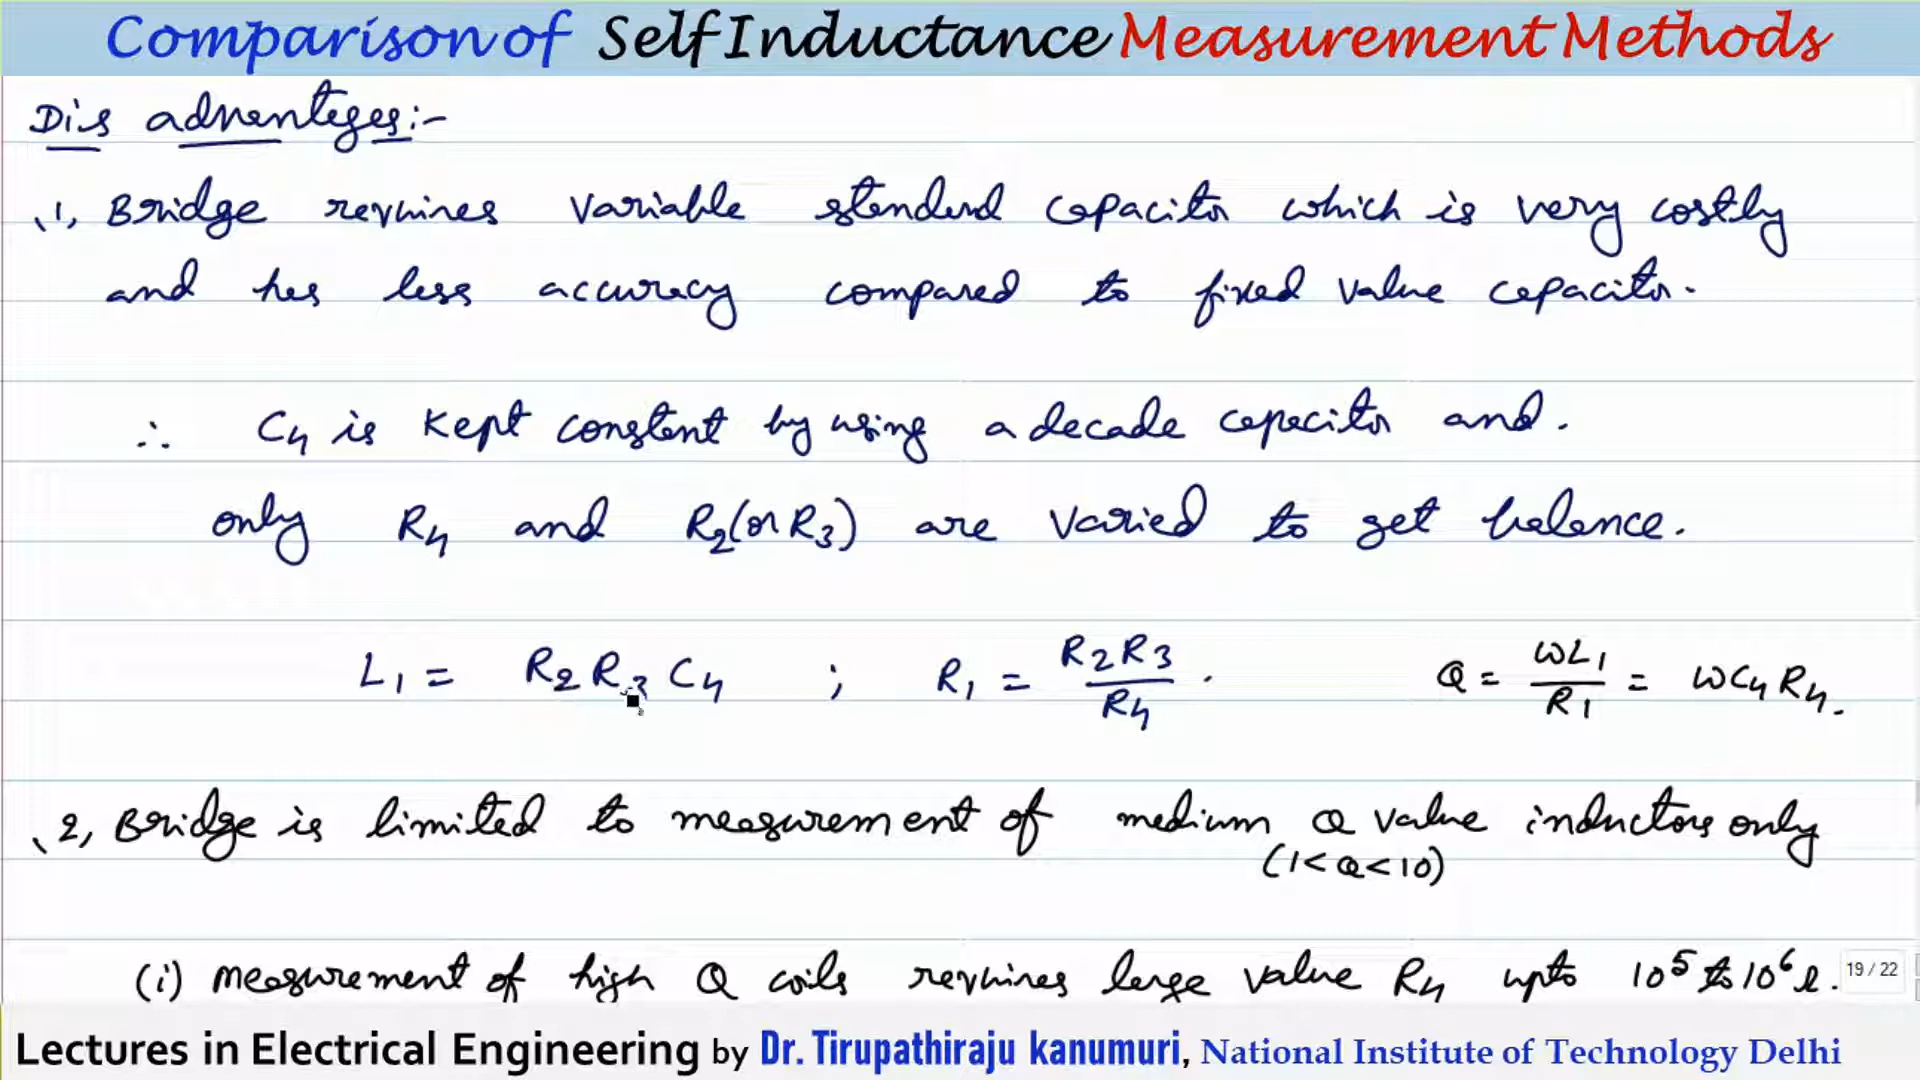 Comparison of Self Inductance Measurement Methods
Dis advantages:-
1, Bridge requires variable standard capacitor which is very costly
and has less accuracy compared to fixed value capacitor.
∴ C4 is kept constant by using a decade capacitor and.
only R4 and R2(or R3) are varied to get balance.
L1 = R2 R3 C4 ; R1 = R2R3/R4 . Q = ωL1/R1 = ωC4R4.
2, Bridge is limited to measurement of medium Q value inductors only
(1<Q<10)
(i) measurement of high Q coils requires large value R4 upto 10^5 to 10^6
19 / 22
Lectures in Electrical Engineering by Dr. Tirupathiraju kanumuri, National Institute of Technology Delhi